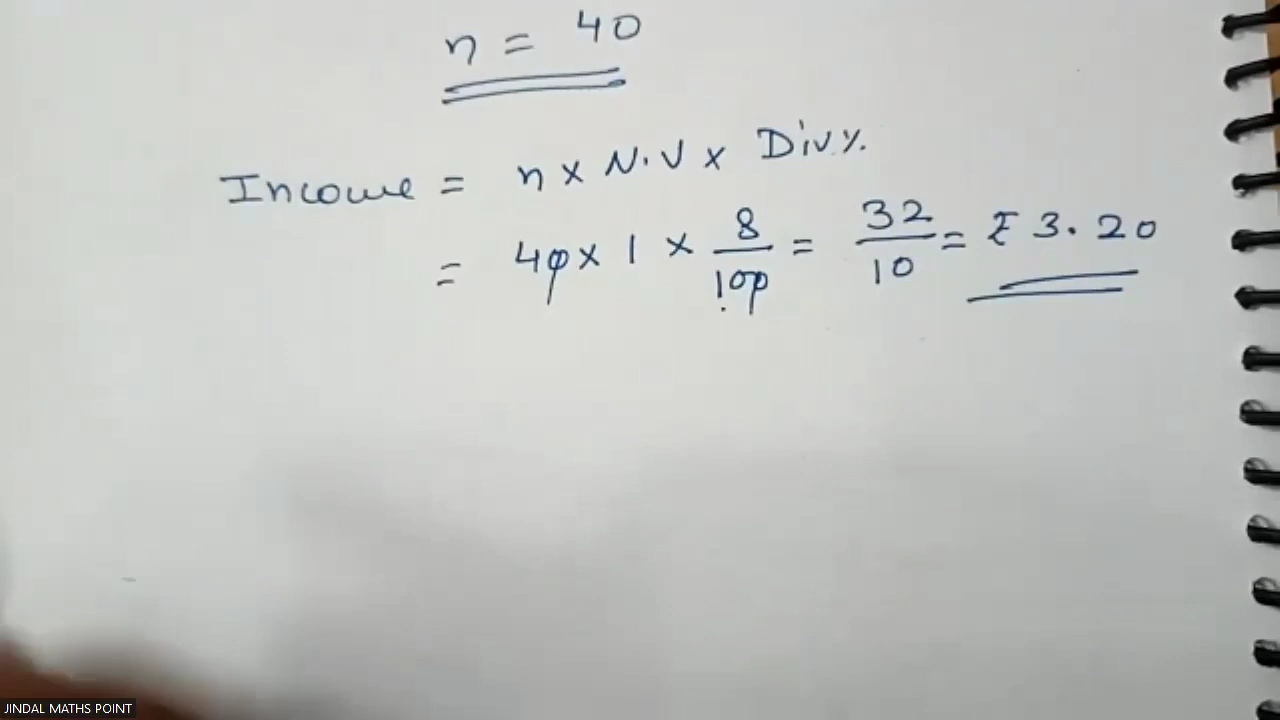 n = 40
Income = n x N.V x Div%
= 40 x 1 x 8/100 = 32/10 = ₹ 3.20
JINDAL MATHS POINT